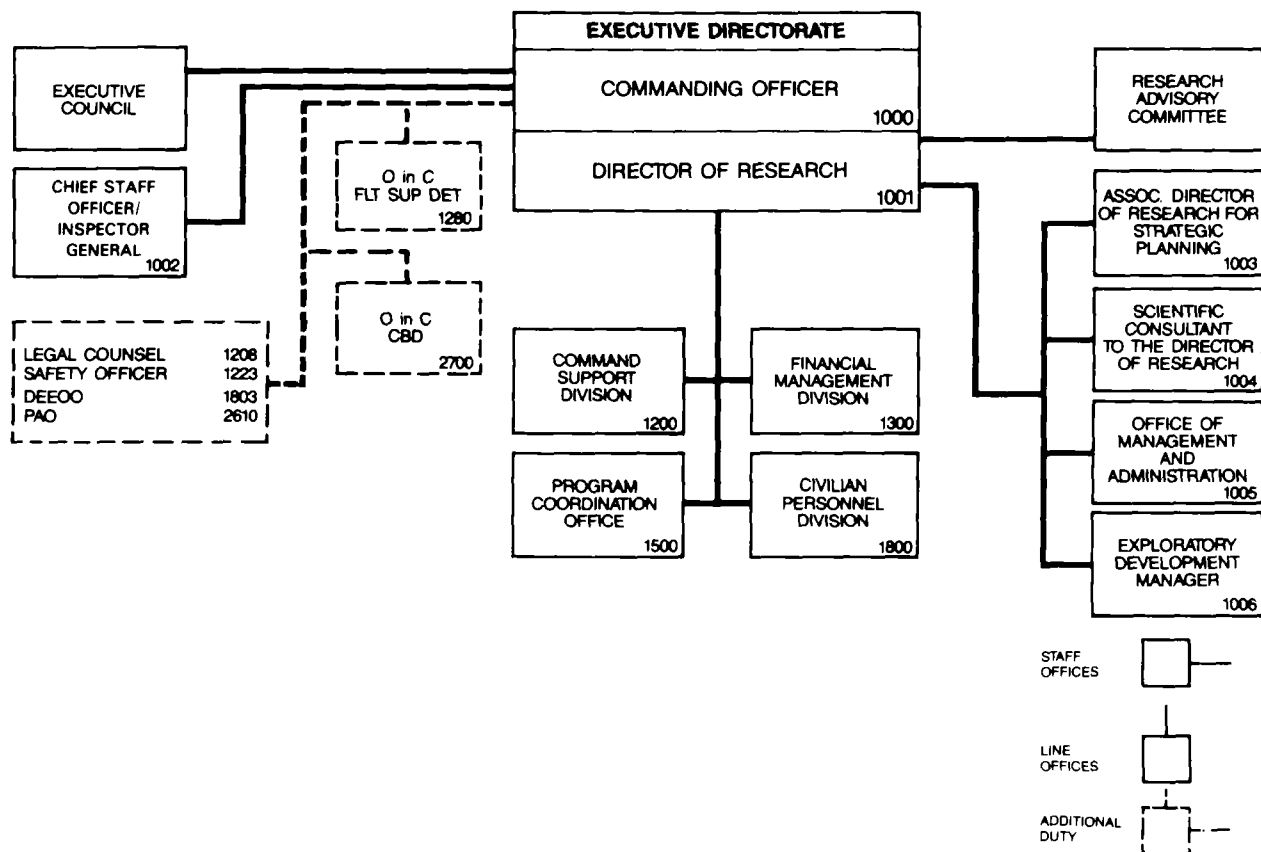 EXECUTIVE DIRECTORATE
COMMANDING OFFICER
1000
DIRECTOR OF RESEARCH
1001
EXECUTIVE
COUNCIL
CHIEF STAFF
OFFICER/
INSPECTOR
GENERAL
1002
O in C
FLT SUP DET
1280
O in C
CBD
2700
LEGAL COUNSEL 1208
SAFETY OFFICER 1223
DEEOO 1803
PAO 2610
COMMAND
SUPPORT
DIVISION
1200
FINANCIAL
MANAGEMENT
DIVISION
1300
PROGRAM
COORDINATION
OFFICE
1500
CIVILIAN
PERSONNEL
DIVISION
1800
RESEARCH
ADVISORY
COMMITTEE
ASSOC. DIRECTOR
OF RESEARCH FOR
STRATEGIC
PLANNING
1003
SCIENTIFIC
CONSULTANT
TO THE DIRECTOR
OF RESEARCH
1004
OFFICE OF
MANAGEMENT
AND
ADMINISTRATION
1005
EXPLORATORY
DEVELOPMENT
MANAGER
1006
STAFF
OFFICES
LINE
OFFICES
ADDITIONAL
DUTY